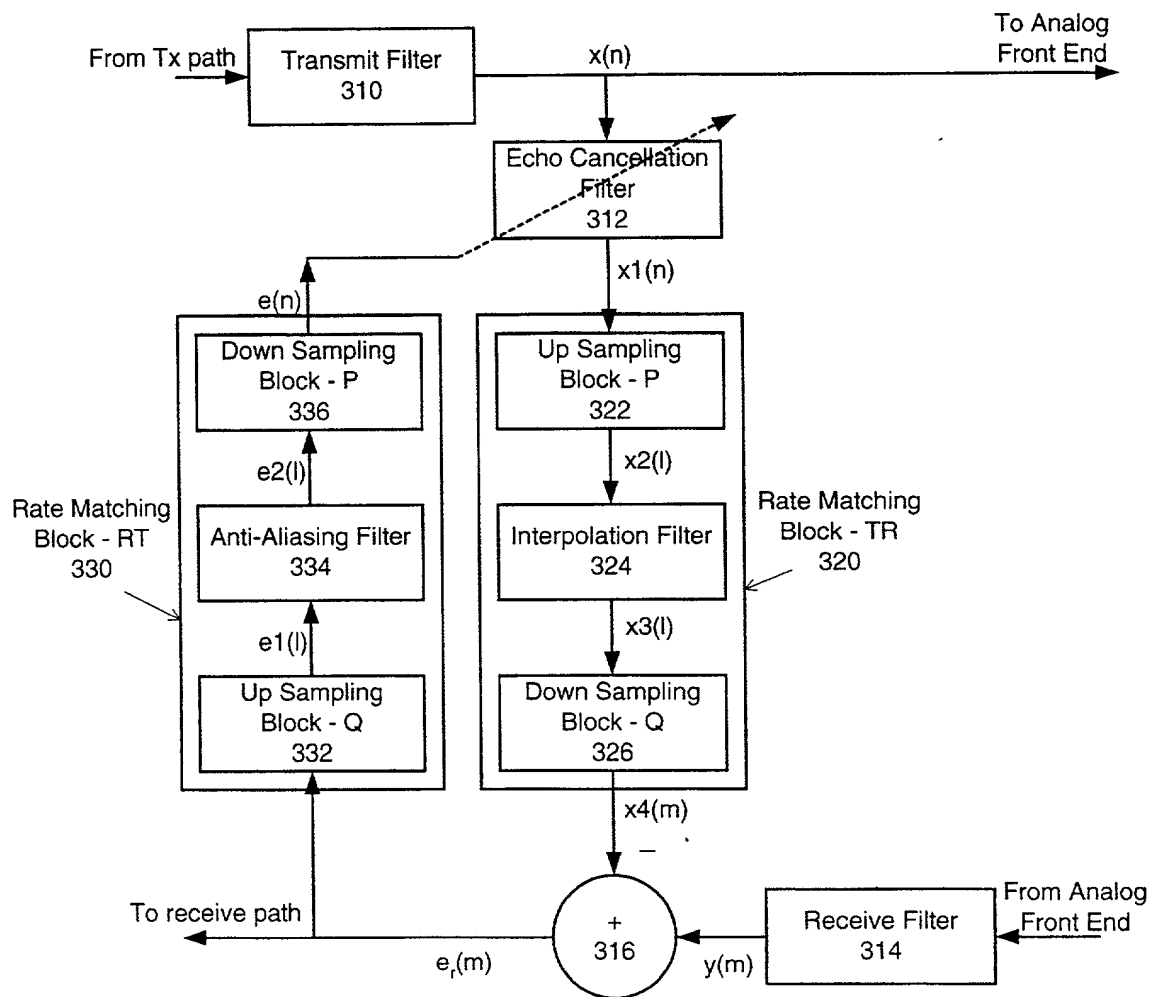 From Tx path
Transmit Filter
310
x(n)
To Analog
Front End
Echo Cancellation
Filter
312
x1(n)
e(n)
Down Sampling
Block - P
336
Up Sampling
Block - P
322
e2(l)
x2(l)
Rate Matching
Block - RT
330
Anti-Aliasing Filter
334
Interpolation Filter
324
Rate Matching
Block - TR
320
e1(l)
x3(l)
Up Sampling
Block - Q
332
Down Sampling
Block - Q
326
x4(m)
–
To receive path
e_r(m)
+
316
y(m)
Receive Filter
314
From Analog
Front End